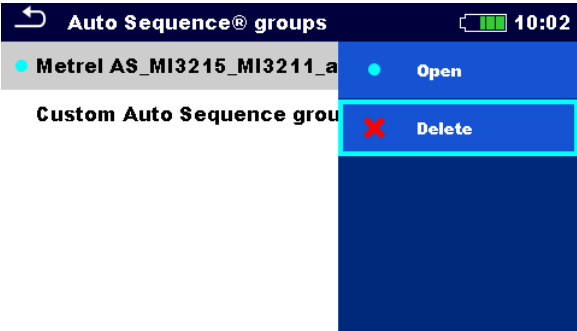 Auto Sequence® groups 10:02
Metrel AS_MI3215_MI3211_a
Open
Custom Auto Sequence grou
Delete